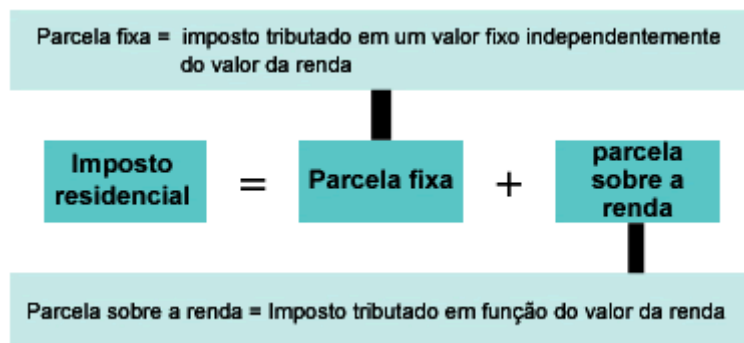 Parcela fixa = imposto tributado em um valor fixo independentemente
do valor da renda
Imposto
residencial
=
Parcela fixa
+
parcela
sobre a
renda
Parcela sobre a renda = Imposto tributado em função do valor da renda